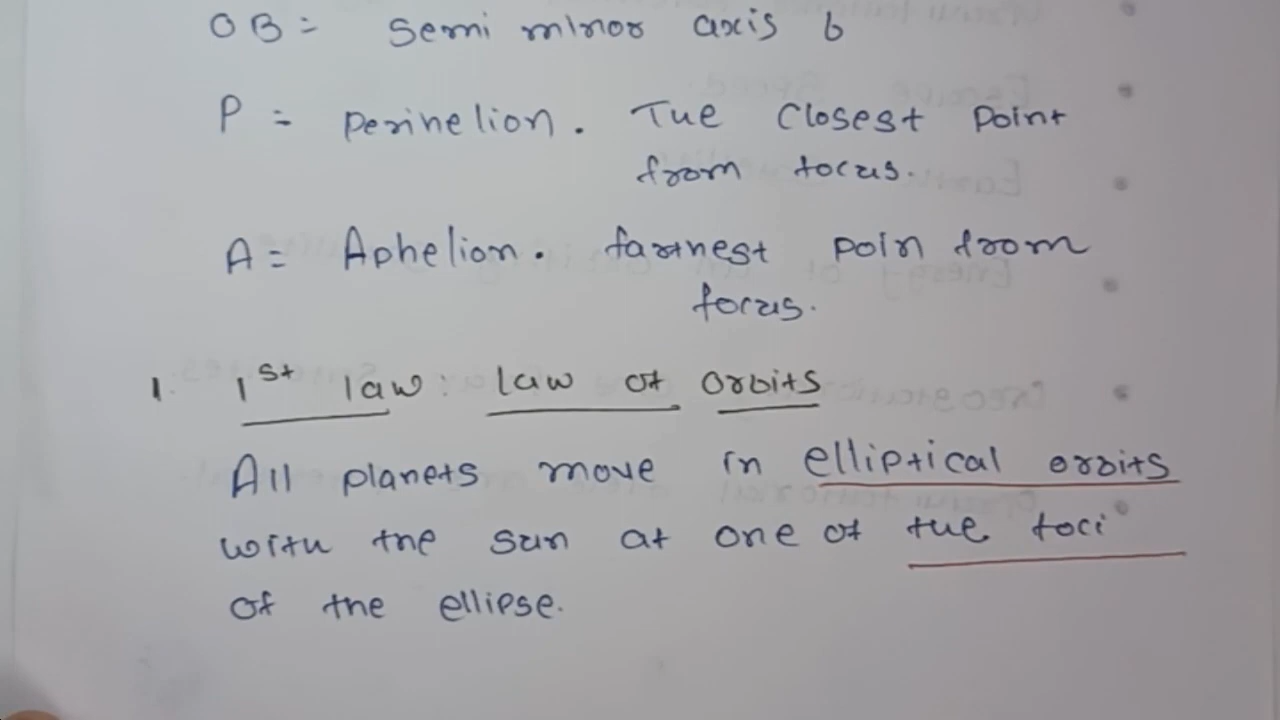 OB = semi minor axis b
P = perihelion. The closest point
from focus.
A = Aphelion. farthest poin from
focus.
1. 1st law: law of orbits
All planets move in elliptical orbits
with the sun at one of the foci
of the ellipse.